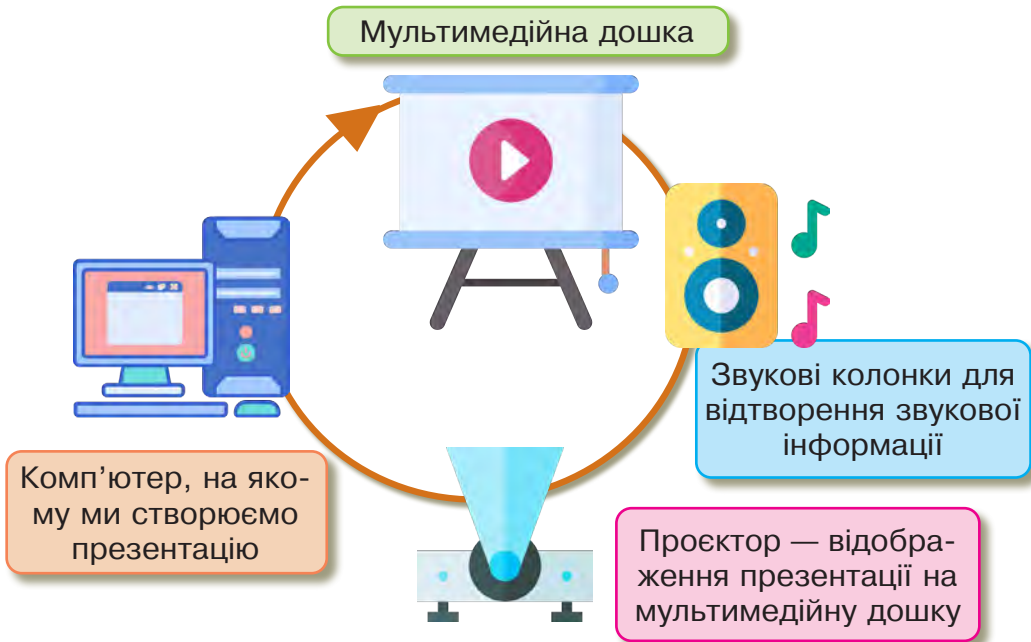 Мультимедійна дошка
Звукові колонки для
відтворення звукової
інформації
Комп’ютер, на яко-
му ми створюємо
презентацію
Проєктор — відобра-
ження презентації на
мультимедійну дошку